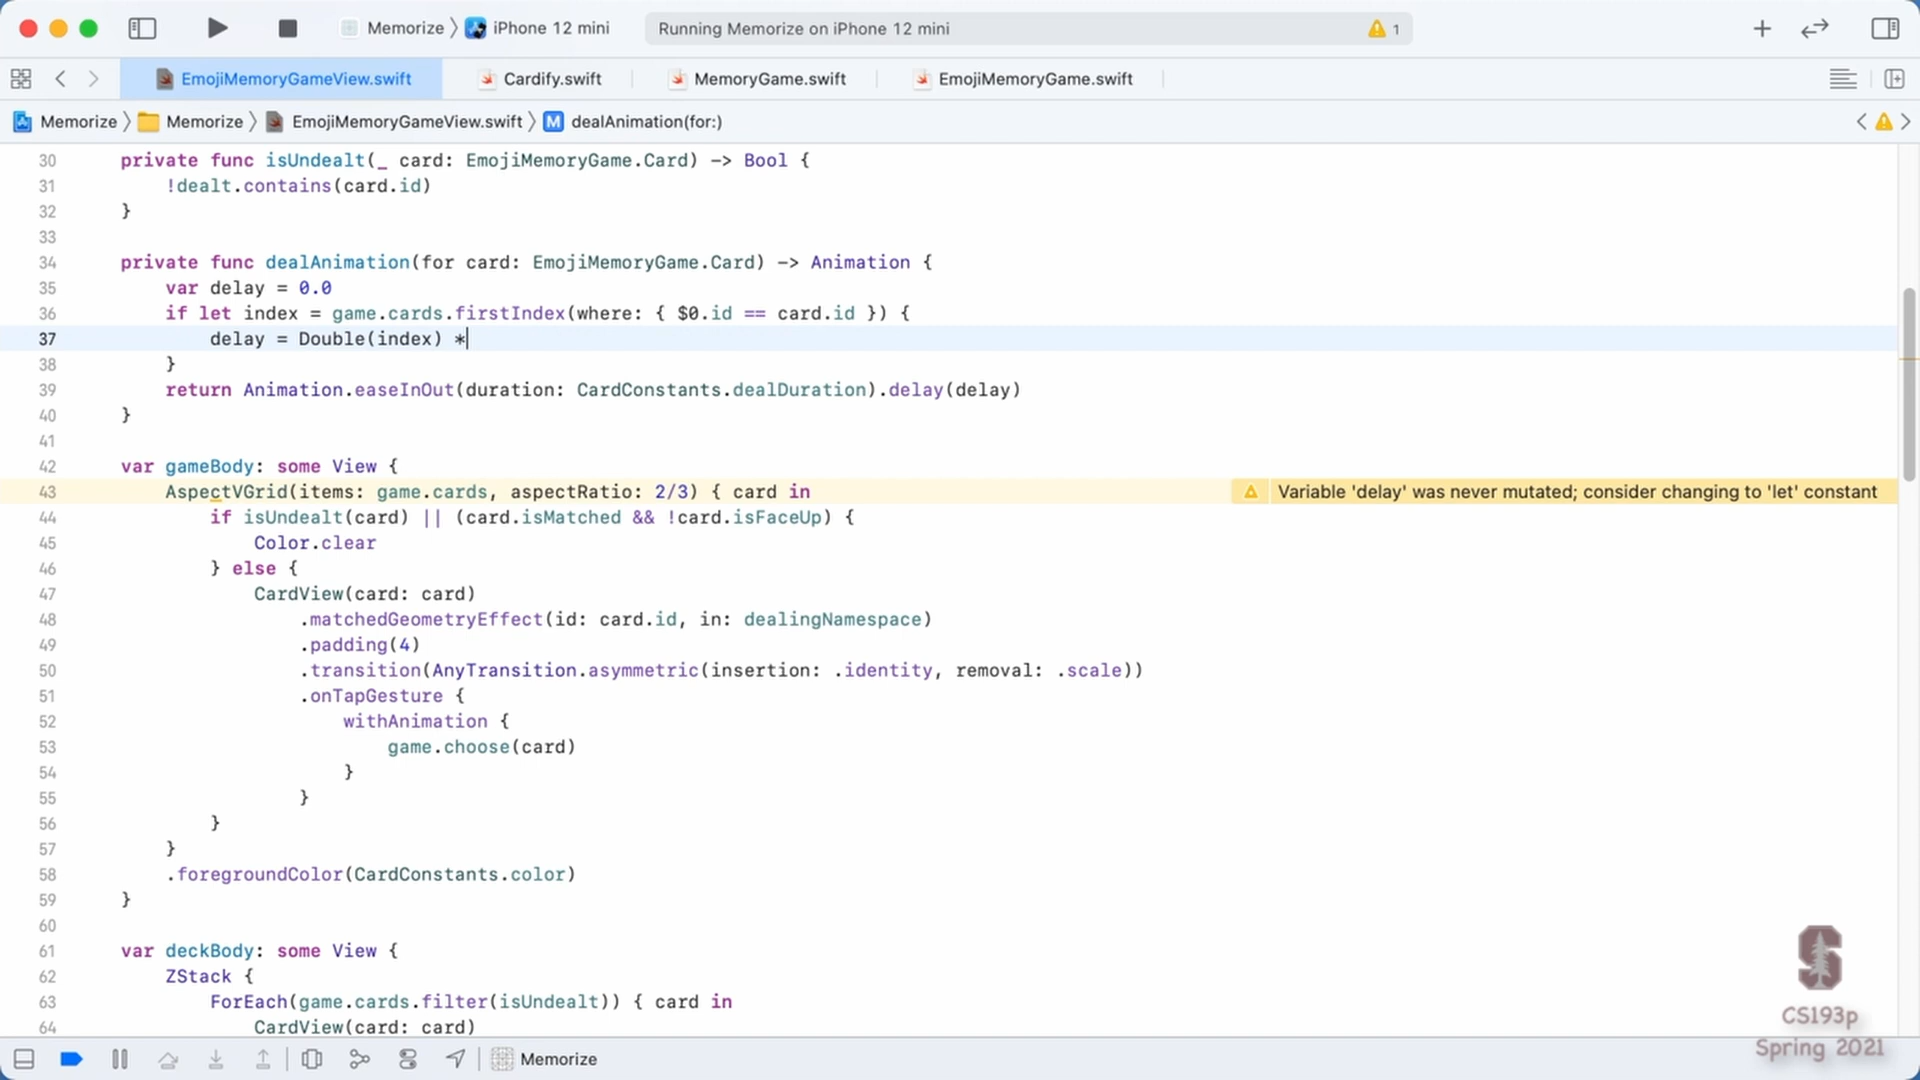 Memorize 〉 iPhone 12 mini
Running Memorize on iPhone 12 mini
1
EmojiMemoryGameView.swift
Cardify.swift
MemoryGame.swift
EmojiMemoryGame.swift
Memorize 〉 Memorize 〉 EmojiMemoryGameView.swift 〉 M dealAnimation(for:)
30 private func isUndealt(_ card: EmojiMemoryGame.Card) -> Bool {
31 !dealt.contains(card.id)
32 }
33
34 private func dealAnimation(for card: EmojiMemoryGame.Card) -> Animation {
35 var delay = 0.0
36 if let index = game.cards.firstIndex(where: { $0.id == card.id }) {
37 delay = Double(index) *
38 }
39 return Animation.easeInOut(duration: CardConstants.dealDuration).delay(delay)
40 }
41
42 var gameBody: some View {
43 AspectVGrid(items: game.cards, aspectRatio: 2/3) { card in
Variable 'delay' was never mutated; consider changing to 'let' constant
44 if isUndealt(card) || (card.isMatched && !card.isFaceUp) {
45 Color.clear
46 } else {
47 CardView(card: card)
48 .matchedGeometryEffect(id: card.id, in: dealingNamespace)
49 .padding(4)
50 .transition(AnyTransition.asymmetric(insertion: .identity, removal: .scale))
51 .onTapGesture {
52 withAnimation {
53 game.choose(card)
54 }
55 }
56 }
57 }
58 .foregroundColor(CardConstants.color)
59 }
60
61 var deckBody: some View {
62 ZStack {
63 ForEach(game.cards.filter(isUndealt)) { card in
64 CardView(card: card)
S
CS193p
Spring 2021
Memorize